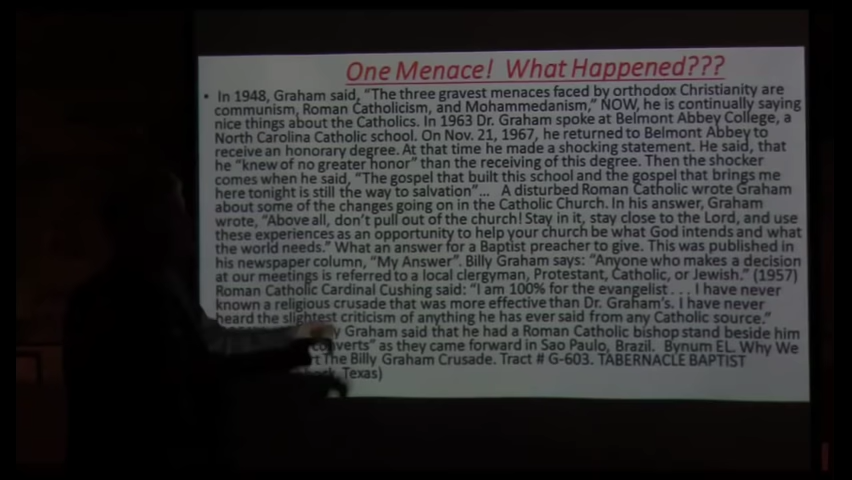 One Menace! What Happened???
• In 1948, Graham said, "The three gravest menaces faced by orthodox Christianity are
communism, Roman Catholicism, and Mohammedanism," NOW, he is continually saying
nice things about the Catholics. In 1963 Dr. Graham spoke at Belmont Abbey College, a
North Carolina Catholic school. On Nov. 21, 1967, he returned to Belmont Abbey to
receive an honorary degree. At that time he made a shocking statement. He said, that
he "knew of no greater honor" than the receiving of this degree. Then the shocker
comes when he said, "The gospel that built this school and the gospel that brings me
here tonight is still the way to salvation"... A disturbed Roman Catholic wrote Graham
about some of the changes going on in the Catholic Church. In his answer, Graham
wrote, "Above all, don't pull out of the church! Stay in it, stay close to the Lord, and use
these experiences as an opportunity to help your church be what God intends and what
the world needs." What an answer for a Baptist preacher to give. This was published in
his newspaper column, "My Answer". Billy Graham says: "Anyone who makes a decision
at our meetings is referred to a local clergyman, Protestant, Catholic, or Jewish." (1957)
Roman Catholic Cardinal Cushing said: "I am 100% for the evangelist . . . I have never
known a religious crusade that was more effective than Dr. Graham's. I have never
heard the slightest criticism of anything he has ever said from any Catholic source."
Graham said that he had a Roman Catholic bishop stand beside him
converts" as they came forward in Sao Paulo, Brazil. Bynum EL. Why We
The Billy Graham Crusade. Tract # G-603. TABERNACLE BAPTIST
Texas)